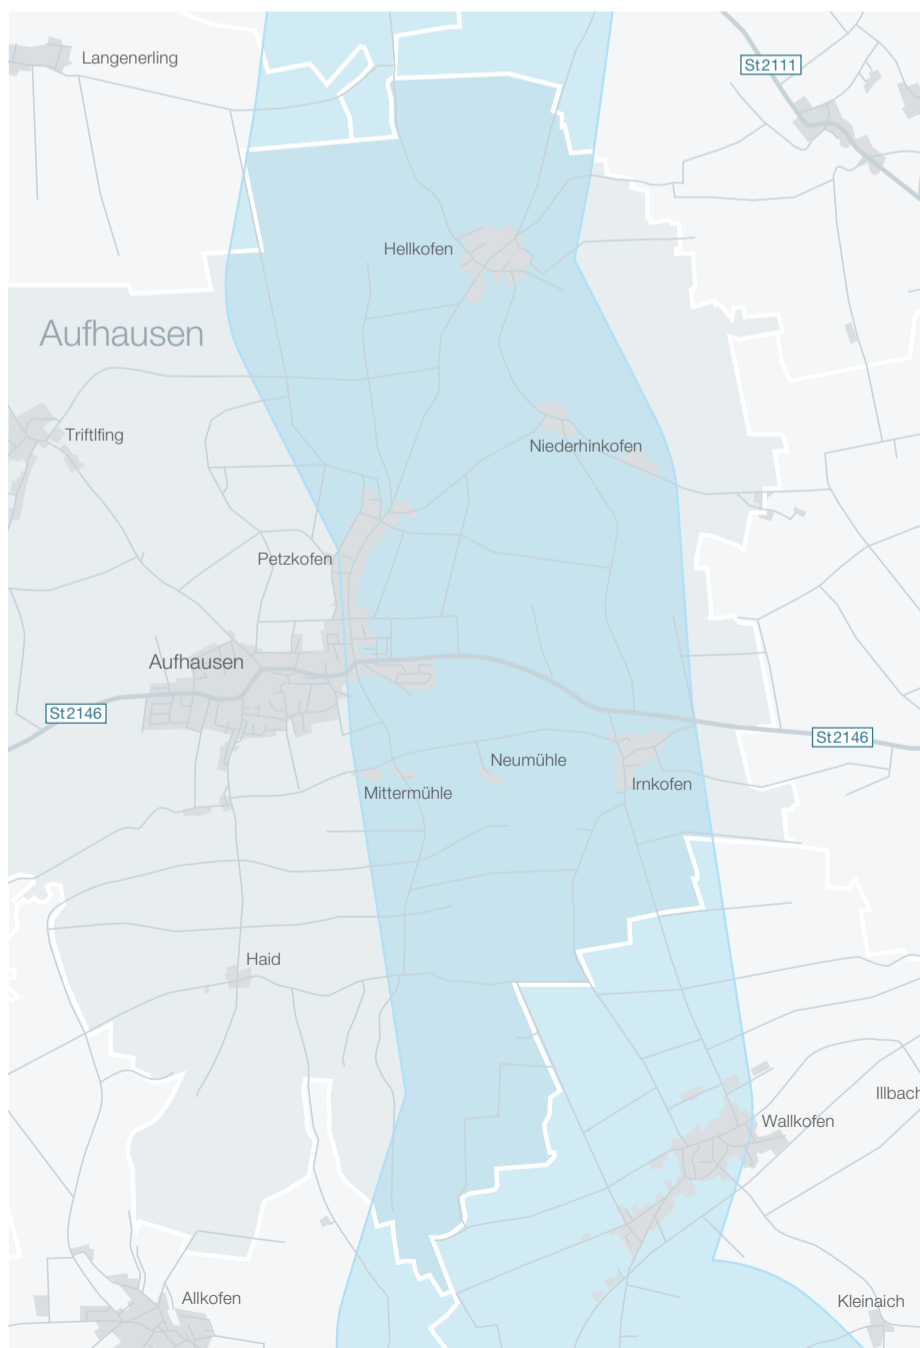 Langenerling
St2111
Hellkofen
Aufhausen
Triftlfing
Niederhinkofen
Petzkofen
Aufhausen
St2146
St2146
Neumühle
Mittermühle
Irnkofen
Haid
Illbach
Wallkofen
Allkofen
Kleinaich